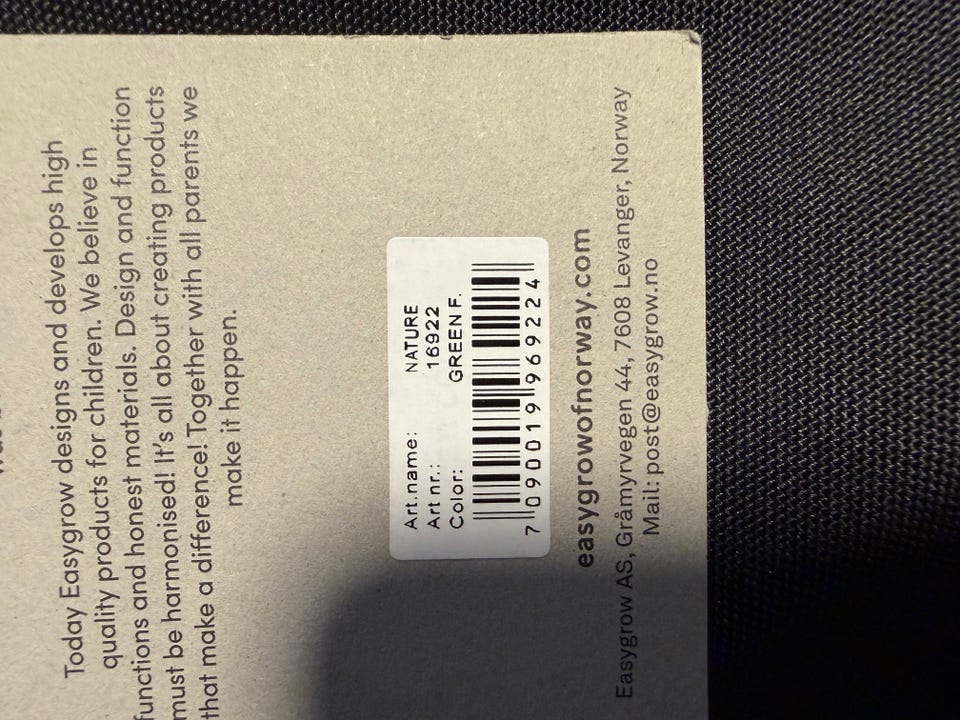 Today Easygrow designs and develops high
quality products for children. We believe in
functions and honest materials. Design and function
must be harmonised! It's all about creating products
that make a difference! Together with all parents we
make it happen.
Art.name: NATURE
Art nr.: 16922
Color: GREEN F.
7 090019 969224
easygrowofnorway.com
Easygrow AS, Gråmyrvegen 44, 7608 Levanger, Norway
Mail: post@easygrow.no